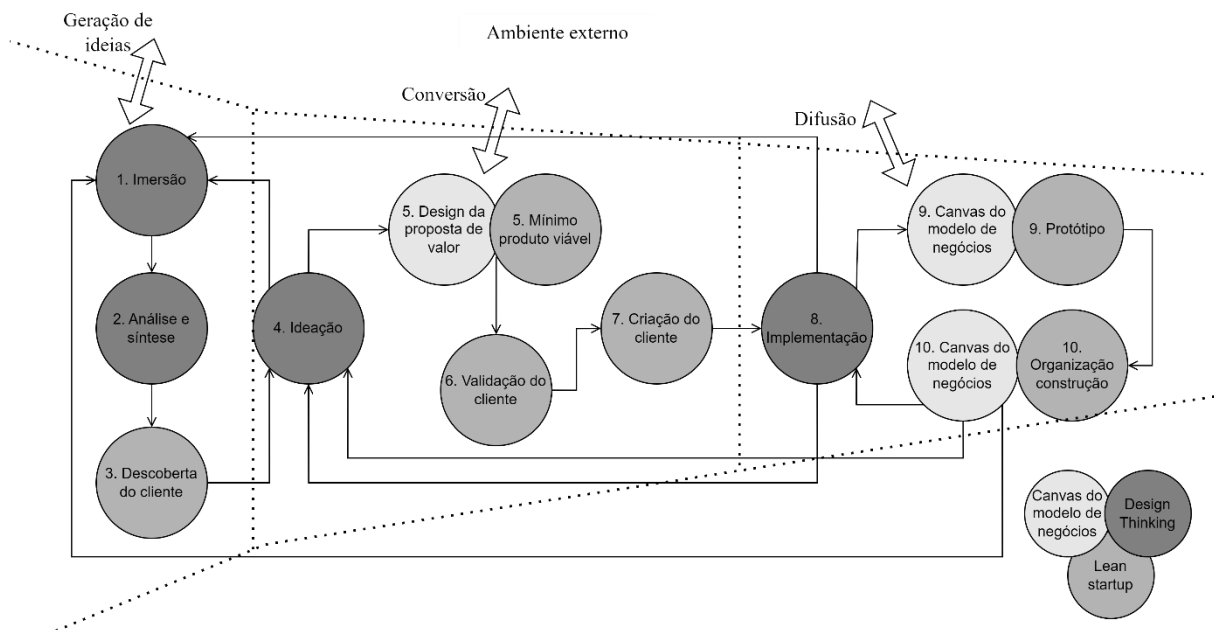 Geração de
ideias
Ambiente externo
Conversão
Difusão
1. Imersão
2. Análise e
síntese
3. Descoberta
do cliente
4. Ideação
5. Design da
proposta de
valor
5. Mínimo
produto viável
6. Validação do
cliente
7. Criação do
cliente
8.
Implementação
9. Canvas do
modelo de
negócios
9. Protótipo
10. Canvas do
modelo de
negócios
10.
Organização
construção
Canvas do
modelo de
negócios
Design
Thinking
Lean
startup